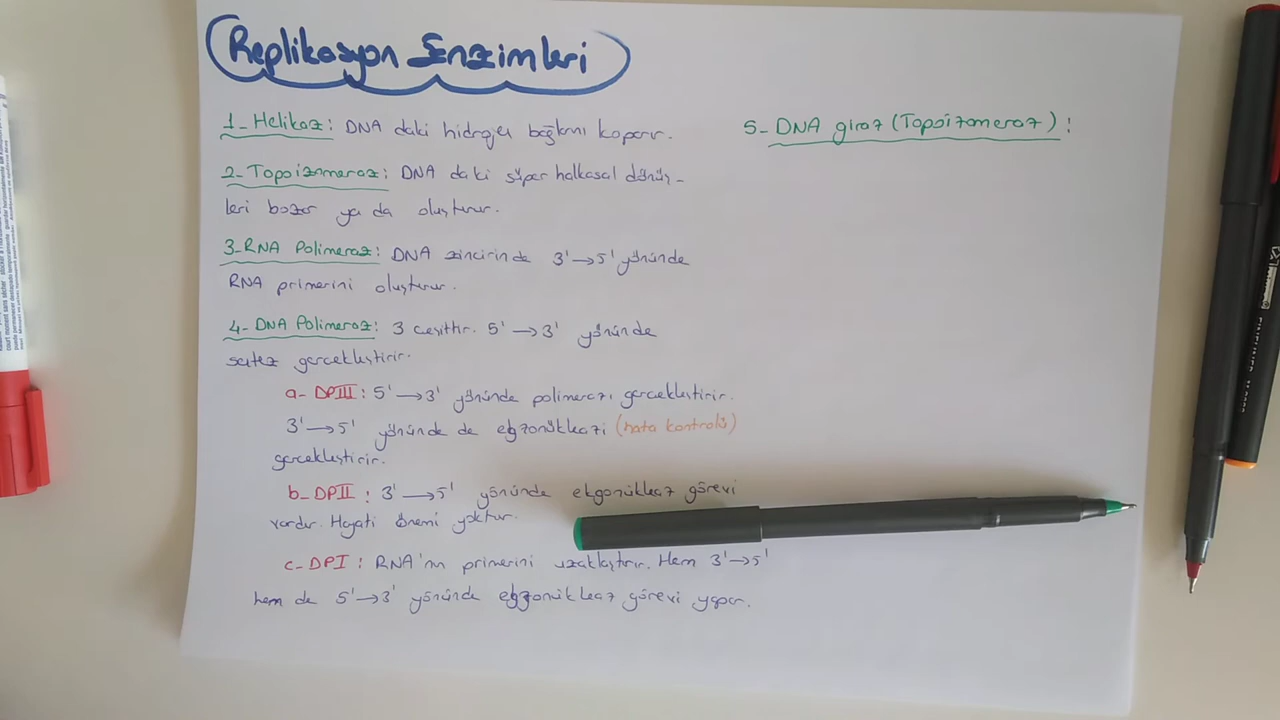 Replikasyon Enzimleri
1- Helikaz: DNA daki hidrojen bağlarını koparır.
2- Topoizomeraz: DNA daki süper halkasal dönüş-
leri bozar ya da oluşturur.
3-RNA Polimeraz: DNA zincirinde 3'→5' yönünde
RNA primerini oluşturur.
4-DNA Polimeraz: 3 çeşittir. 5'→3' yönünde
sentez gerçekleştirir.
a- DPIII: 5'→3' yönünde polimerazı gerçekleştirir.
3'→5' yönünde de ekzonükleazı (hata kontrolü)
gerçekleştirir.
b- DPII: 3'→5' yönünde ekzonükleaz görevi
vardır. Hayati önemi yoktur.
c- DPI: RNA'nın primerini uzaklaştırır. Hem 3'→5'
hem de 5'→3' yönünde ekzonükleaz görevi yapar.
5- DNA giraz (Topoizomeraz):